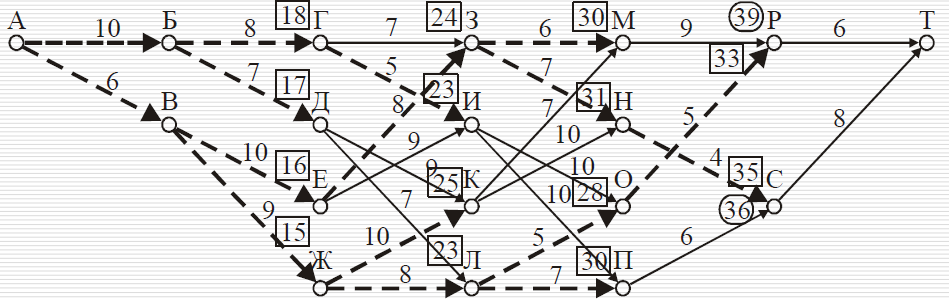 А 10 Б 8 18 Г 7 24 З 6 30 М 9 39 Р 6 Т
6 7 5 8 7 33
В 17 Д 23 И 7 31 Н 5 8
10 9 9 10 10 4
16 Е 7 25 К 10 28 О 35 С
9 15 10 5 36
Ж 8 23 Л 7 30 П 6